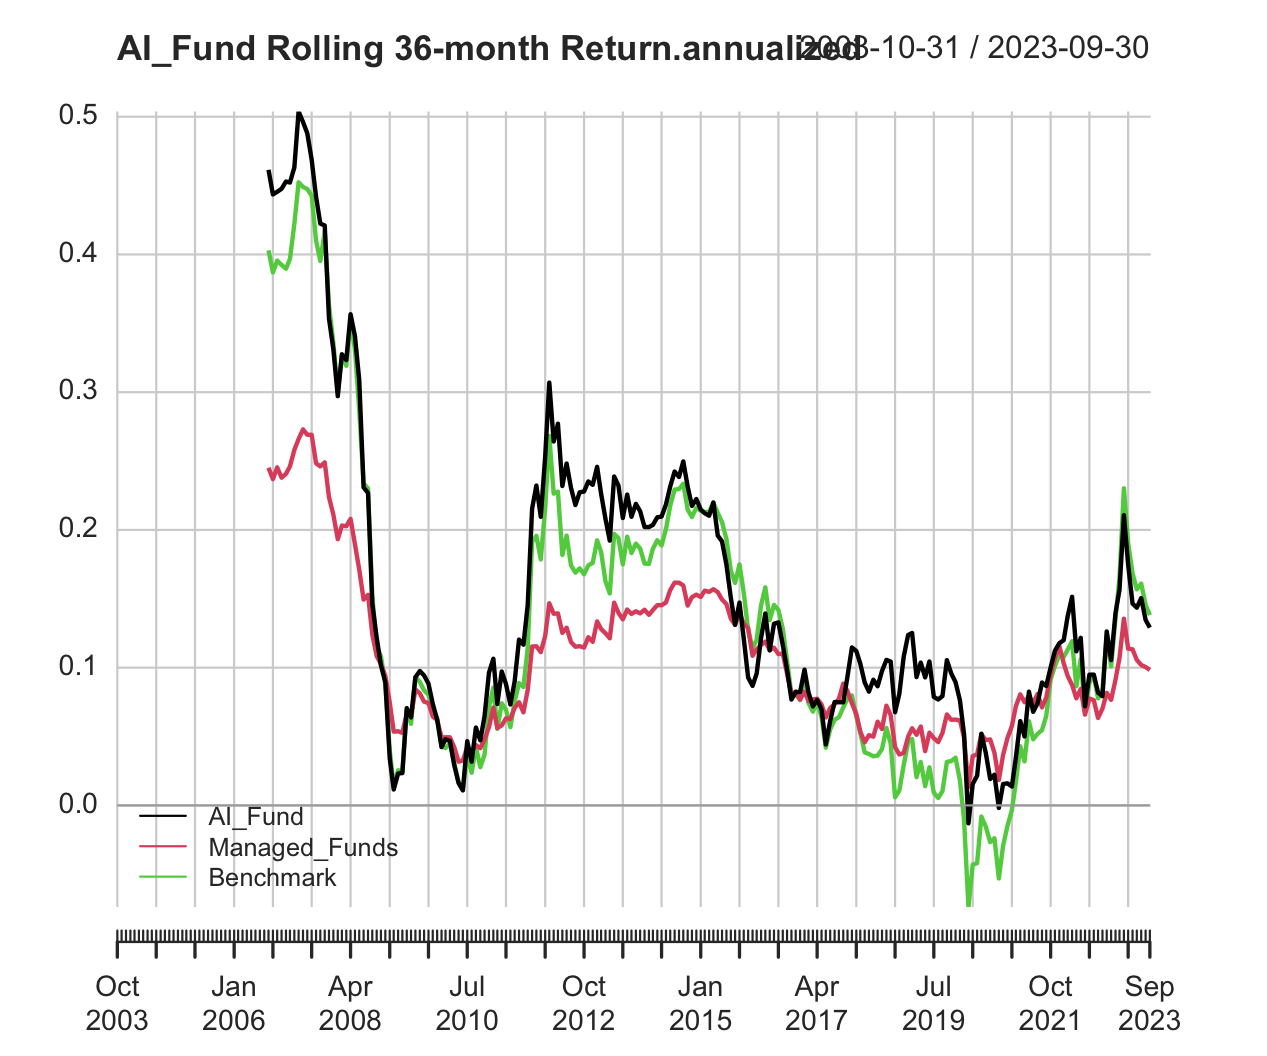 AI_Fund Rolling 36-month Return.annualized
2003-10-31 / 2023-09-30
0.5
0.4
0.3
0.2
0.1
0.0
AI_Fund
Managed_Funds
Benchmark
Oct Jan Apr Jul Oct Jan Apr Jul Oct Sep
2003 2006 2008 2010 2012 2015 2017 2019 2021 2023